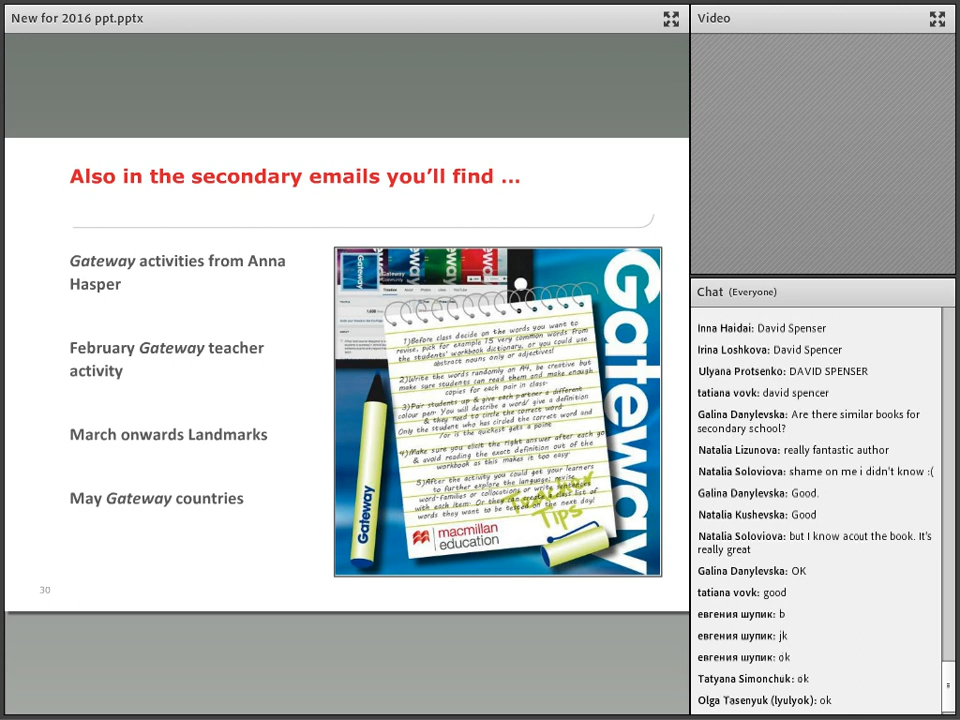 New for 2016 ppt.pptx
Also in the secondary emails you'll find ...
Gateway activities from Anna
Hasper
February Gateway teacher
activity
March onwards Landmarks
May Gateway countries
30
Gateway
1)Before class decide on the words you want to
revise, pick for example 15 very common words from
the students' workbook dictionary, or you could use
abstract nouns only or adjectives!
2)Write the words randomly on A4, be creative but
make sure students can read them and make enough
copies for each pair in class.
3)Pair students up & give each partner a different
colour pen. You will describe a word/ give a definition
& they need to circle the correct word.
Only the student who has circled the correct word and
/or is the quickest gets a point
4)Make sure you elicit the right answer after each go
& avoid reading the exact definition out of the
workbook as this makes it too easy.
5)After the activity you could get your learners
to further explore the language; revise
word-families or collocations or write sentences
with each item. Or they can create a class list of
words they want to be tested on the next day!
Tips
macmillan
education
Gateway
Video
Chat (Everyone)
Inna Haidai: David Spenser
Irina Loshkova: David Spencer
Ulyana Protsenko: DAVID SPENSER
tatiana vovk: david spencer
Galina Danylevska: Are there similar books for
secondary school?
Natalia Lizunova: really fantastic author
Natalia Soloviova: shame on me i didn't know :(
Galina Danylevska: Good.
Natalia Kushevska: Good
Natalia Soloviova: but I know acout the book. It's
really great
Galina Danylevska: OK
tatiana vovk: good
евгения шупик: b
евгения шупик: jk
евгения шупик: ok
Tatyana Simonchuk: ok
Olga Tasenyuk (lyulyok): ok